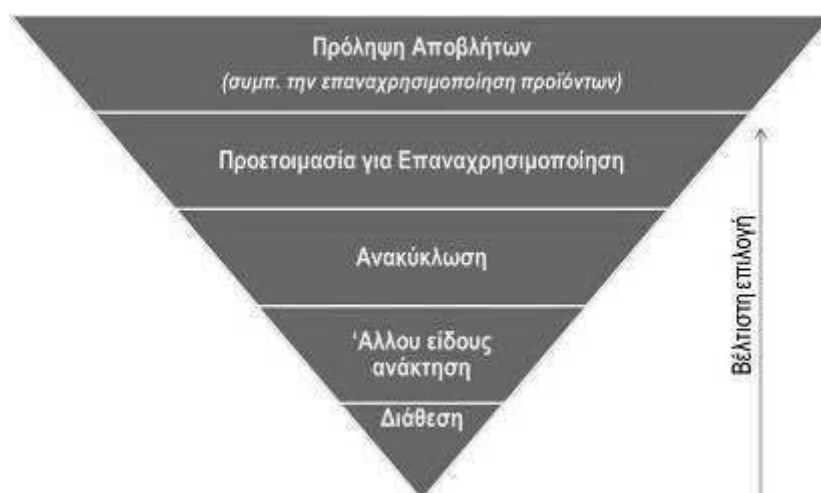 Πρόληψη Αποβλήτων
(συμπ. την επαναχρησιμοποίηση προϊόντων)
Προετοιμασία για Επαναχρησιμοποίηση
Ανακύκλωση
‘Αλλου είδους
ανάκτηση
Διάθεση
Βέλτιστη επιλογή